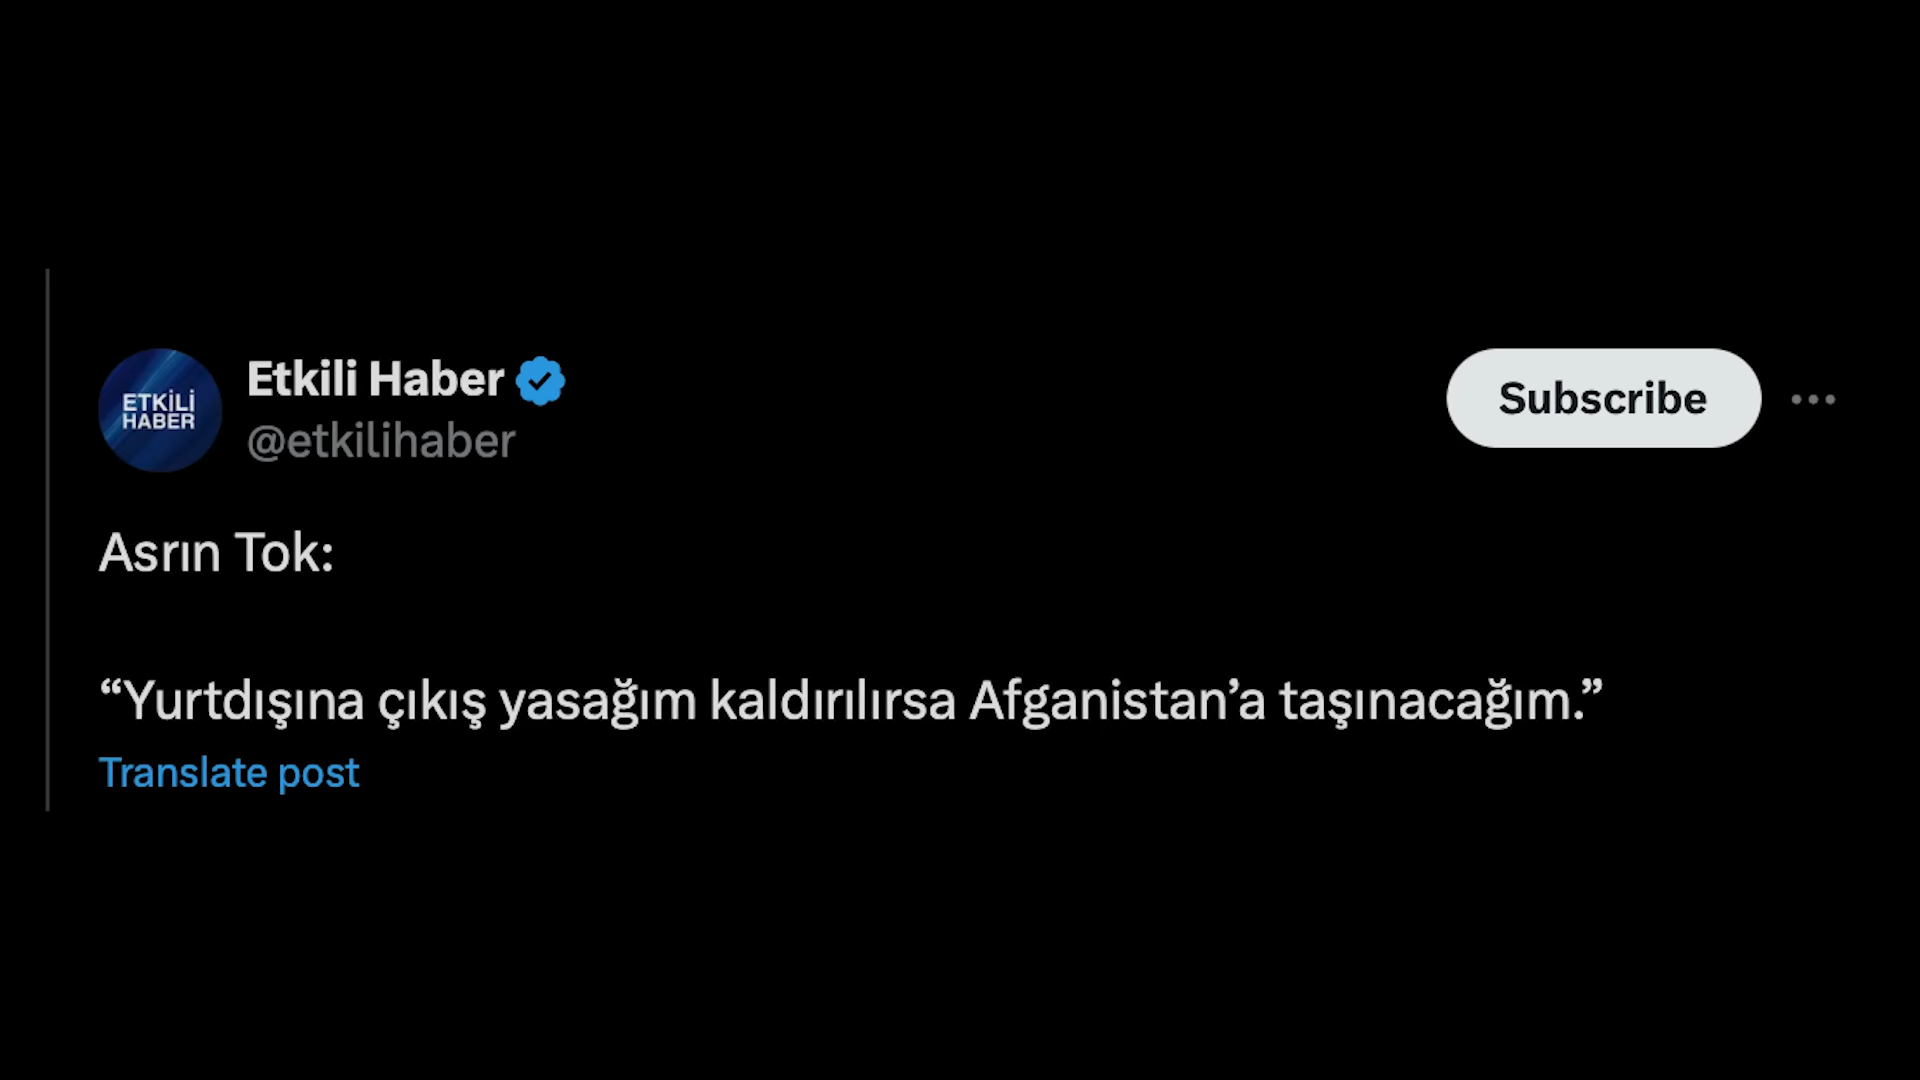 ETKİLİ
HABER
Etkili Haber
@etkilihaber
Subscribe
Asrın Tok:
“Yurtdışına çıkış yasağım kaldırılırsa Afganistan’a taşınacağım.”
Translate post